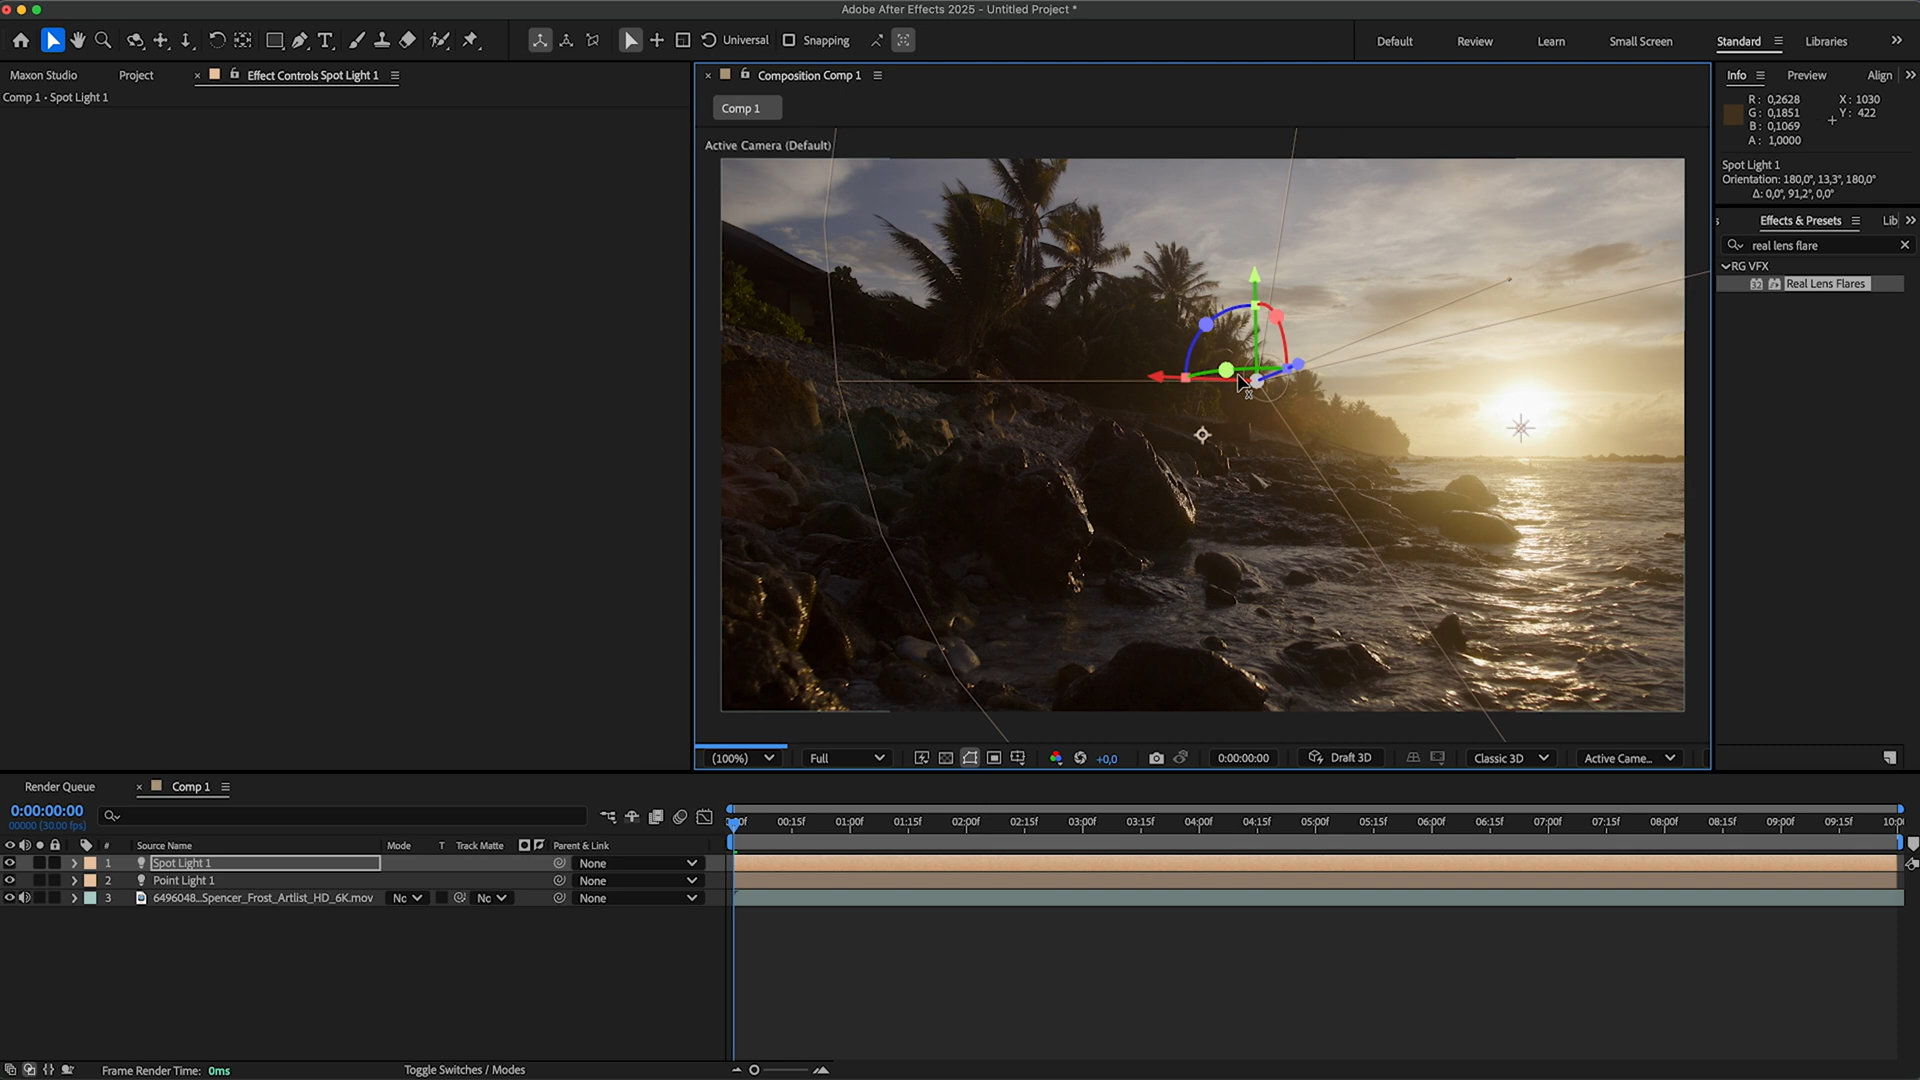 Adobe After Effects 2025 - Untitled Project *
Universal
Snapping
Default
Review
Learn
Small Screen
Standard
Libraries
Maxon Studio
Project
Effect Controls Spot Light 1
Comp 1 • Spot Light 1
Composition Comp 1
Comp 1
Active Camera (Default)
Info
Preview
Align
R: 0,2628
G: 0,1851
B: 0,1069
A: 1,0000
X: 1030
Y: 422
Spot Light 1
Orientation: 180,0°, 13,3°, 180,0°
Δ: 0,0°, 91,2°, 0,0°
Effects & Presets
Lib
real lens flare
RG VFX
Real Lens Flares
(100%)
Full
+0,0
0:00:00:00
Draft 3D
Classic 3D
Active Came...
Render Queue
Comp 1
0:00:00:00
00000 (30.00 fps)
00:15f
01:00f
01:15f
02:00f
02:15f
03:00f
03:15f
04:00f
04:15f
05:00f
05:15f
06:00f
06:15f
07:00f
07:15f
08:00f
08:15f
09:00f
09:15f
10:0
#
Source Name
Mode
T
Track Matte
Parent & Link
1
Spot Light 1
None
2
Point Light 1
None
3
6496048...Spencer_Frost_Artlist_HD_6K.mov
Nc
Nc
None
Frame Render Time: 0ms
Toggle Switches / Modes